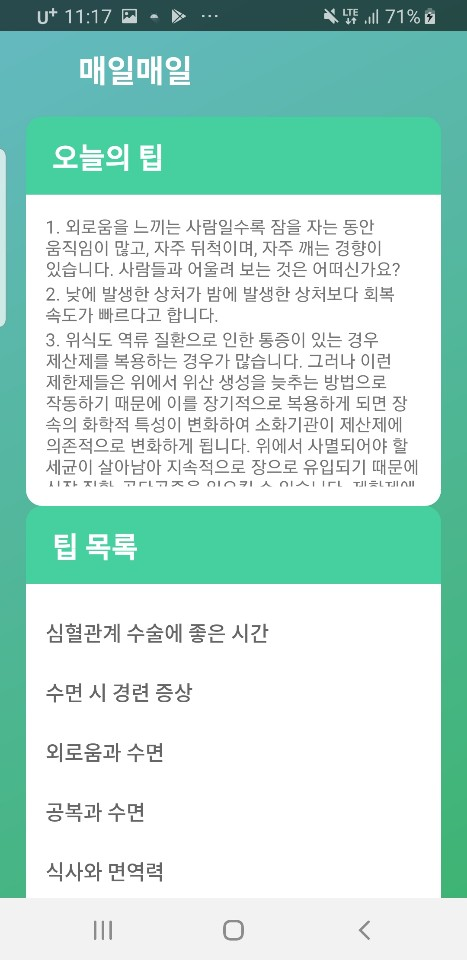 U+ 11:17 LTE 71%
매일매일
오늘의 팁
1. 외로움을 느끼는 사람일수록 잠을 자는 동안
움직임이 많고, 자주 뒤척이며, 자주 깨는 경향이
있습니다. 사람들과 어울려 보는 것은 어떠신가요?
2. 낮에 발생한 상처가 밤에 발생한 상처보다 회복
속도가 빠르다고 합니다.
3. 위식도 역류 질환으로 인한 통증이 있는 경우
제산제를 복용하는 경우가 많습니다. 그러나 이런
제한제들은 위에서 위산 생성을 늦추는 방법으로
작동하기 때문에 이를 장기적으로 복용하게 되면 장
속의 화학적 특성이 변화하여 소화기관이 제산제에
의존적으로 변화하게 됩니다. 위에서 사멸되어야 할
세균이 살아남아 지속적으로 장으로 유입되기 때문에
팁 목록
심혈관계 수술에 좋은 시간
수면 시 경련 증상
외로움과 수면
공복과 수면
식사와 면역력